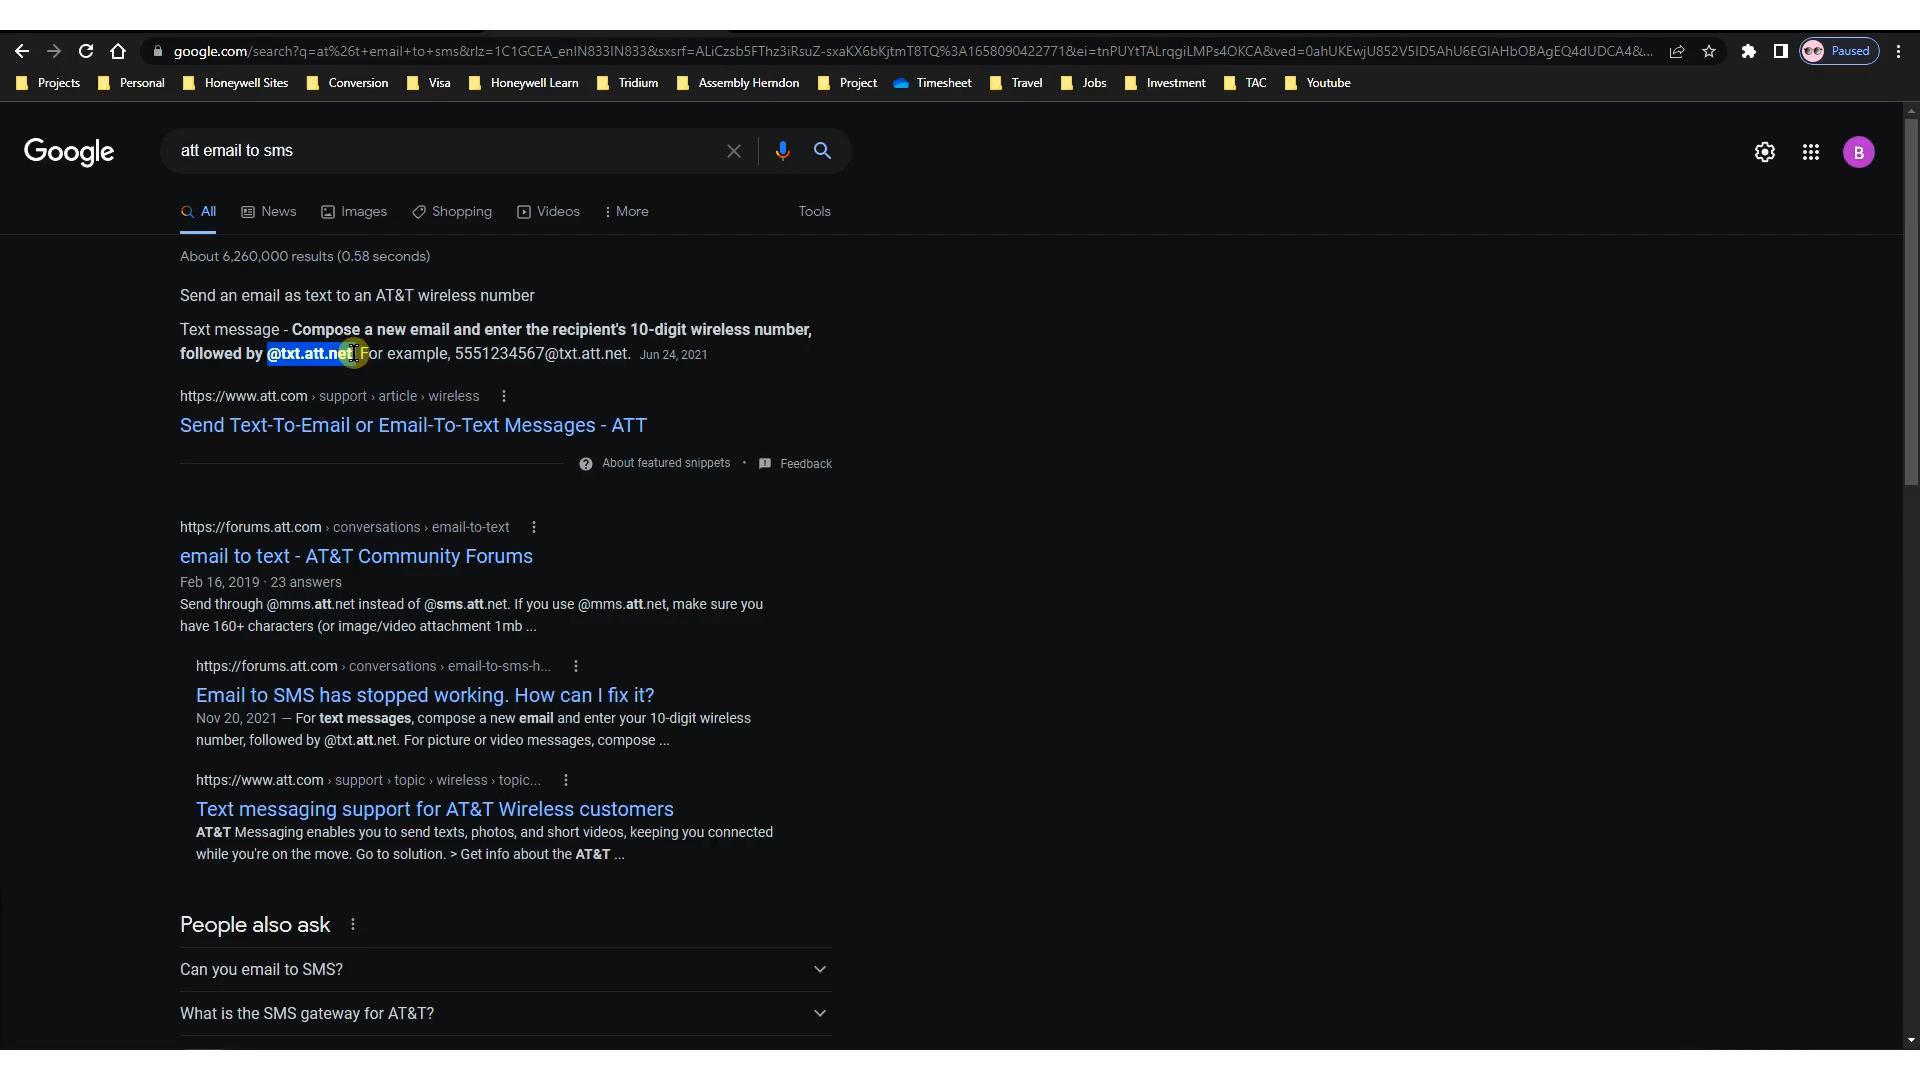 google.com/search?q=at%26t+email+to+sms&rlz=1C1GCEA_enIN833IN833&sxsrf=ALiCzsb5FThz3iRsuZ-sxaKX6bKjtmT8TQ%3A1658090422771&ei=tnPUYtTALrqgiLMPs4OKCA&ved=0ahUKEwjU852V5ID5AhU6EGIAHbOBAgEQ4dUDCA4&...
Paused
Projects Personal Honeywell Sites Conversion Visa Honeywell Learn Tridium Assembly Herndon Project Timesheet Travel Jobs Investment TAC Youtube
Google att email to sms B
All News Images Shopping Videos More Tools
About 6,260,000 results (0.58 seconds)
Send an email as text to an AT&T wireless number
Text message - Compose a new email and enter the recipient's 10-digit wireless number,
followed by @txt.att.net. For example, 5551234567@txt.att.net. Jun 24, 2021
https://www.att.com › support › article › wireless
Send Text-To-Email or Email-To-Text Messages - ATT
About featured snippets • Feedback
https://forums.att.com › conversations › email-to-text
email to text - AT&T Community Forums
Feb 16, 2019 · 23 answers
Send through @mms.att.net instead of @sms.att.net. If you use @mms.att.net, make sure you
have 160+ characters (or image/video attachment 1mb ...
https://forums.att.com › conversations › email-to-sms-h...
Email to SMS has stopped working. How can I fix it?
Nov 20, 2021 — For text messages, compose a new email and enter your 10-digit wireless
number, followed by @txt.att.net. For picture or video messages, compose ...
https://www.att.com › support › topic › wireless › topic...
Text messaging support for AT&T Wireless customers
AT&T Messaging enables you to send texts, photos, and short videos, keeping you connected
while you're on the move. Go to solution. > Get info about the AT&T ...
People also ask
Can you email to SMS?
What is the SMS gateway for AT&T?